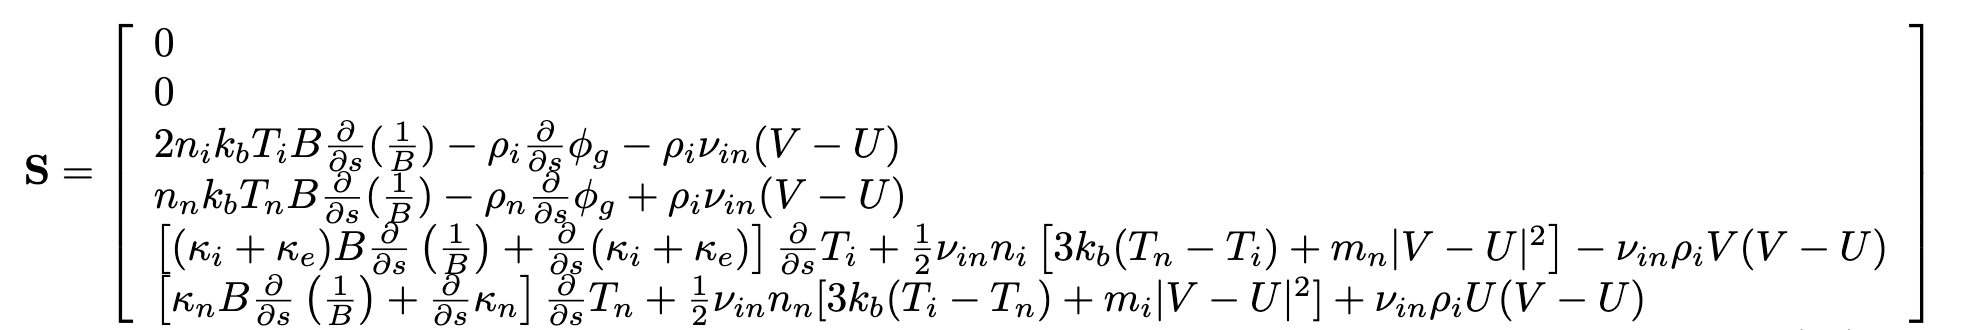 S = [
0
0
2n_i k_b T_i B ∂/∂s (1/B) − ρ_i ∂/∂s ϕ_g − ρ_i ν_in (V − U)
n_n k_b T_n B ∂/∂s (1/B) − ρ_n ∂/∂s ϕ_g + ρ_i ν_in (V − U)
[(κ_i + κ_e) B ∂/∂s (1/B) + ∂/∂s (κ_i + κ_e)] ∂/∂s T_i + 1/2 ν_in n_i [3k_b (T_n − T_i) + m_n |V − U|^2] − ν_in ρ_i V (V − U)
[κ_n B ∂/∂s (1/B) + ∂/∂s κ_n] ∂/∂s T_n + 1/2 ν_in n_n [3k_b (T_i − T_n) + m_i |V − U|^2] + ν_in ρ_i U (V − U)
]